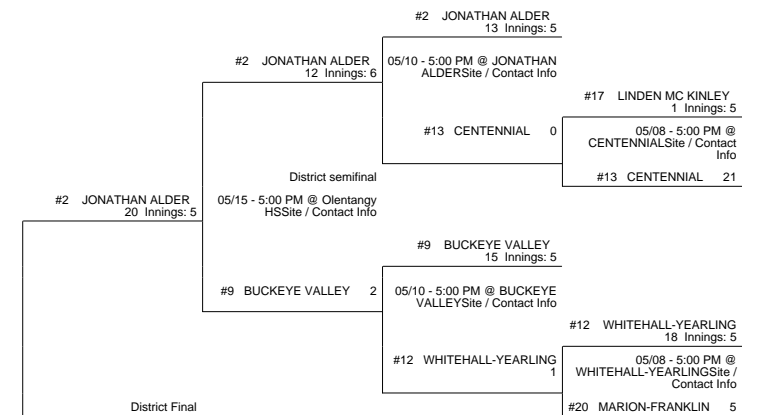 #2 JONATHAN ALDER
13 Innings: 5
#2 JONATHAN ALDER
12 Innings: 6
05/10 - 5:00 PM @ JONATHAN
ALDERSite / Contact Info
#17 LINDEN MC KINLEY
1 Innings: 5
#13 CENTENNIAL 0
05/08 - 5:00 PM @
CENTENNIALSite / Contact
Info
#13 CENTENNIAL 21
District semifinal
#2 JONATHAN ALDER
20 Innings: 5
05/15 - 5:00 PM @ Olentangy
HSSite / Contact Info
#9 BUCKEYE VALLEY
15 Innings: 5
#9 BUCKEYE VALLEY 2
05/10 - 5:00 PM @ BUCKEYE
VALLEYSite / Contact Info
#12 WHITEHALL-YEARLING
18 Innings: 5
#12 WHITEHALL-YEARLING
1
05/08 - 5:00 PM @
WHITEHALL-YEARLINGSite /
Contact Info
District Final
#20 MARION-FRANKLIN 5